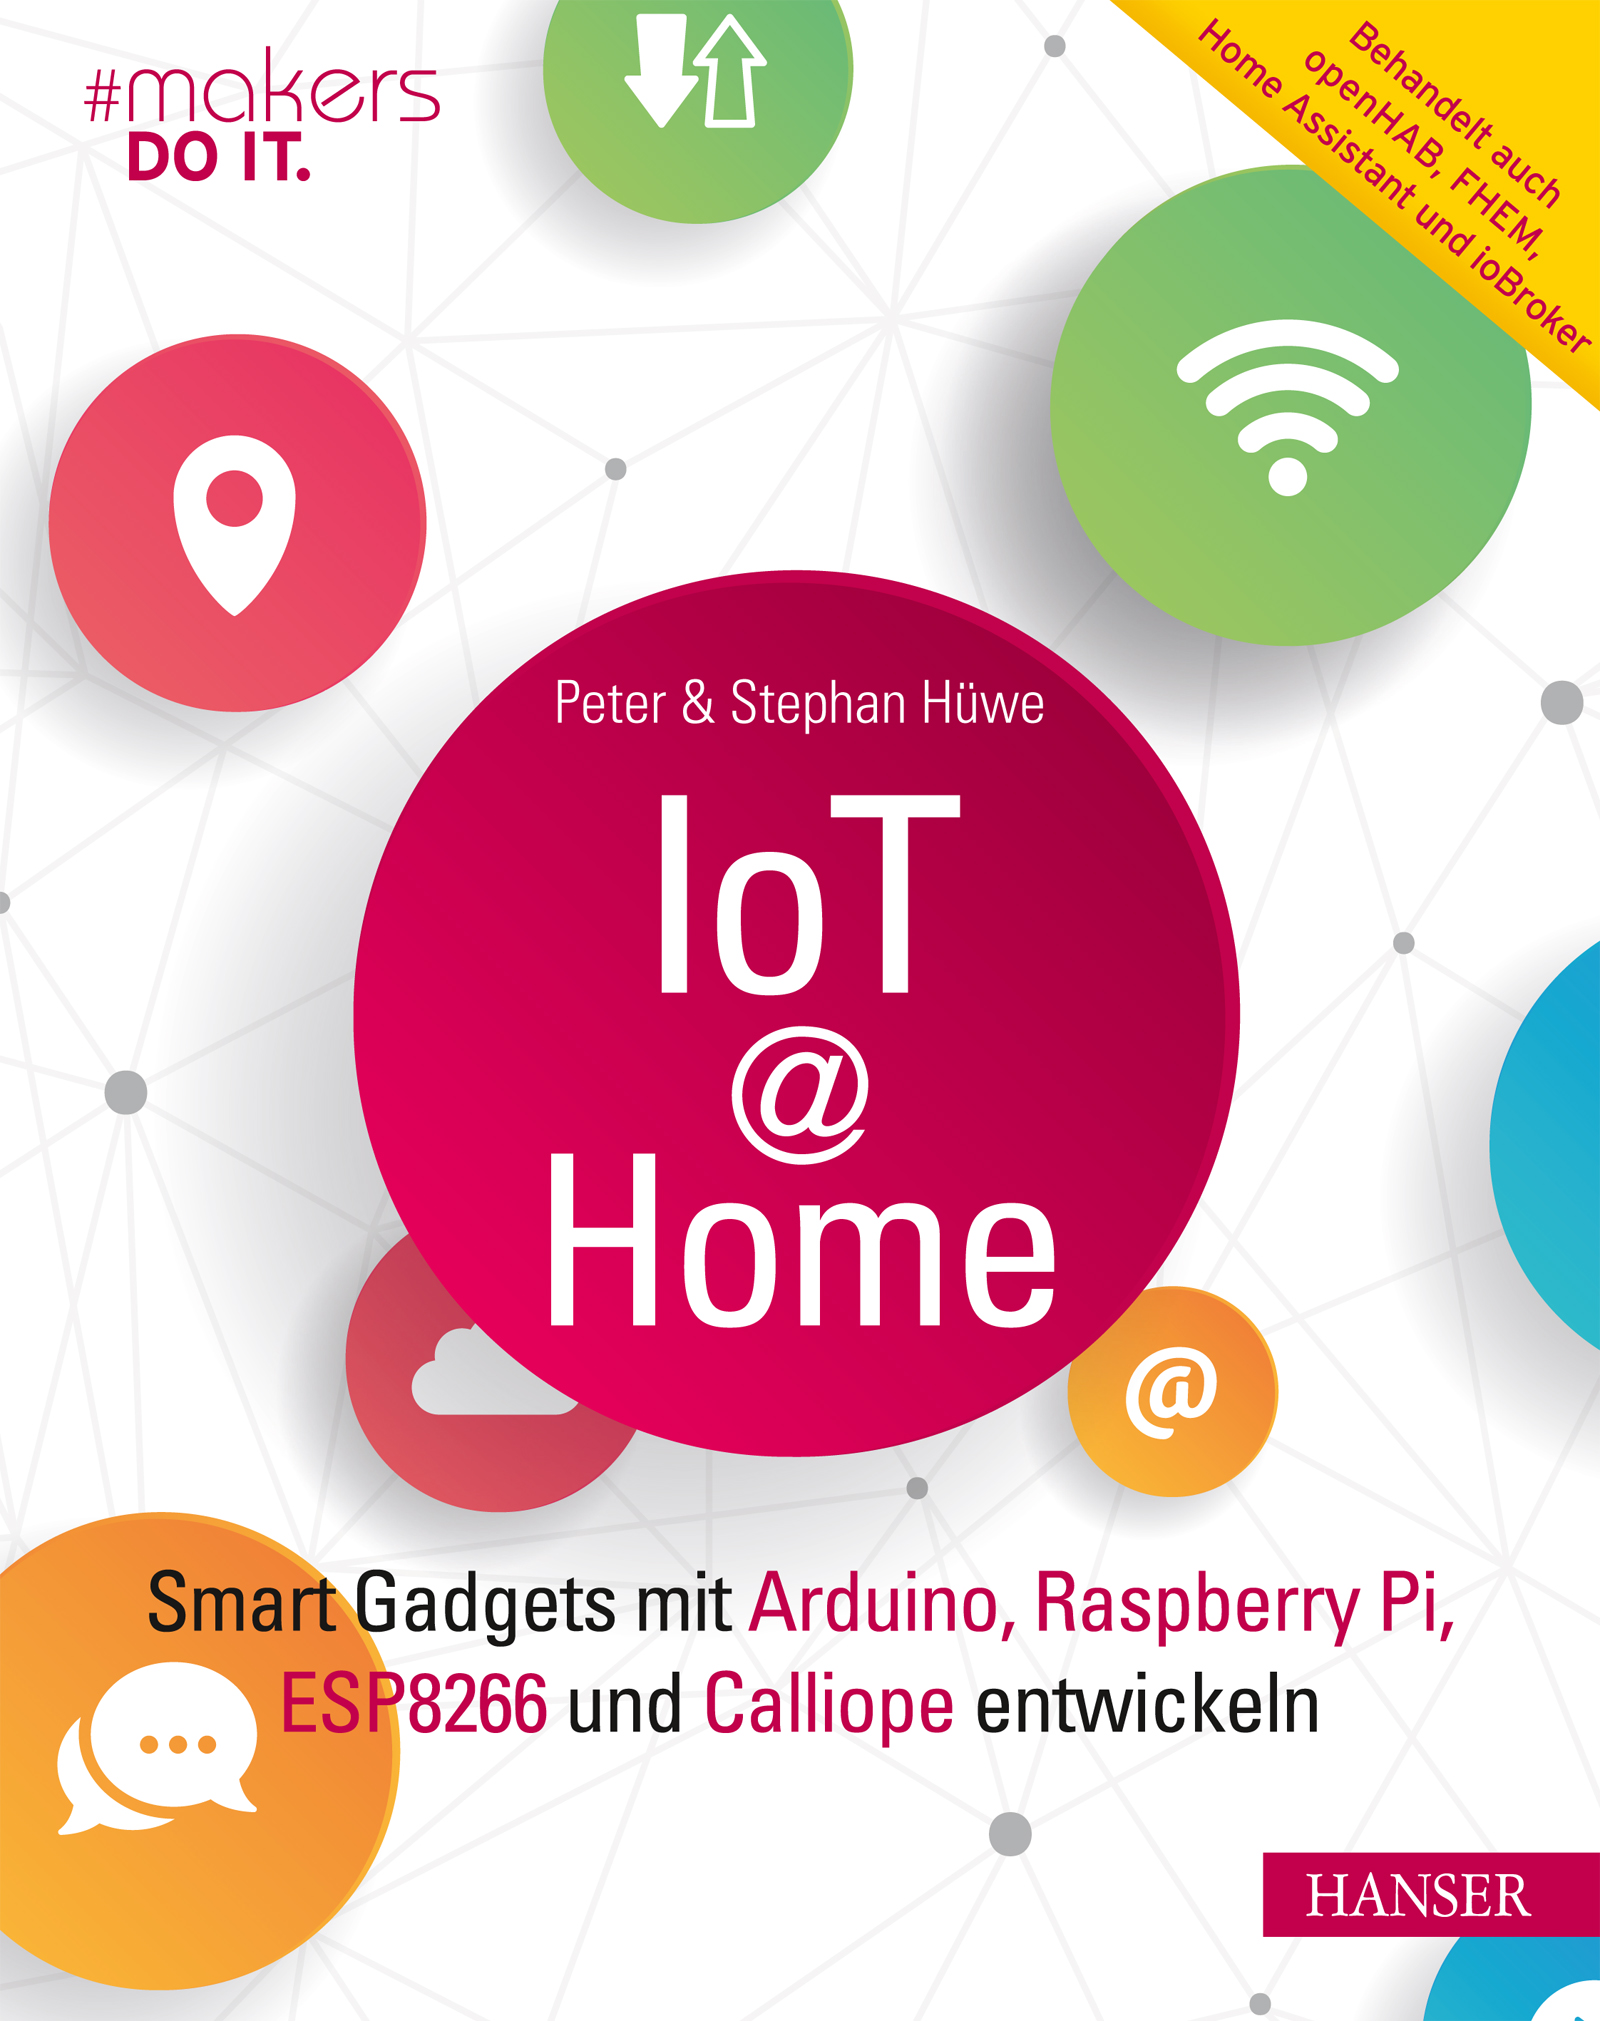 #makers
DO IT.
Behandelt auch
openHAB, FHEM,
Home Assistant und ioBroker
Peter & Stephan Hüwe
IoT
@
Home
@
Smart Gadgets mit Arduino, Raspberry Pi,
ESP8266 und Calliope entwickeln
HANSER